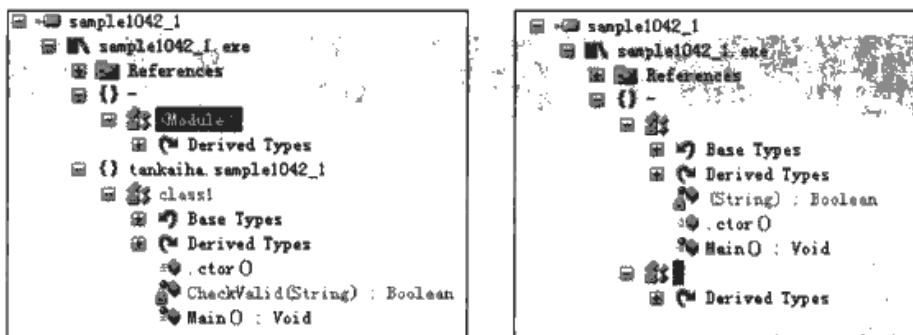 sample1042_1
sample1042_1.exe
References
{} -
<Module>
Derived Types
{} tankaiha.sample1042_1
class1
Base Types
Derived Types
.ctor()
CheckValid(String) : Boolean
Main() : Void
sample1042_1
sample1042_1.exe
References
{} -
Base Types
Derived Types
(String) : Boolean
.ctor()
Main() : Void
Derived Types